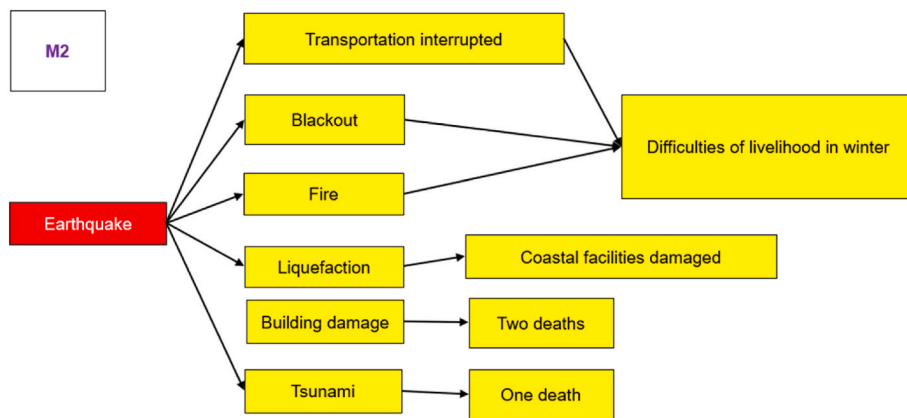 M2
Transportation interrupted
Blackout
Difficulties of livelihood in winter
Fire
Earthquake
Liquefaction
Coastal facilities damaged
Building damage
Two deaths
Tsunami
One death